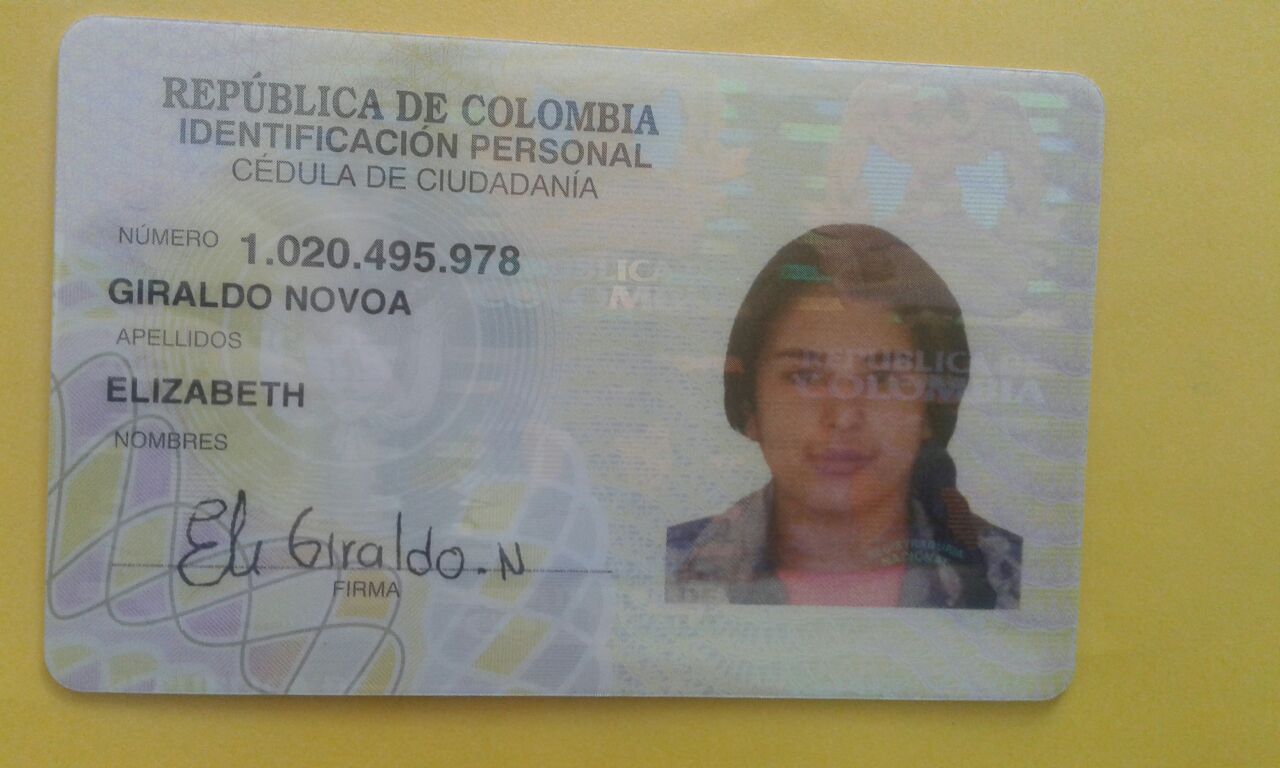 REPÚBLICA DE COLOMBIA
IDENTIFICACIÓN PERSONAL
CÉDULA DE CIUDADANÍA
NÚMERO 1.020.495.978
GIRALDO NOVOA
APELLIDOS
ELIZABETH
NOMBRES
Eli Giraldo.N
FIRMA
REPÚBLICA DE
COLOMBIA